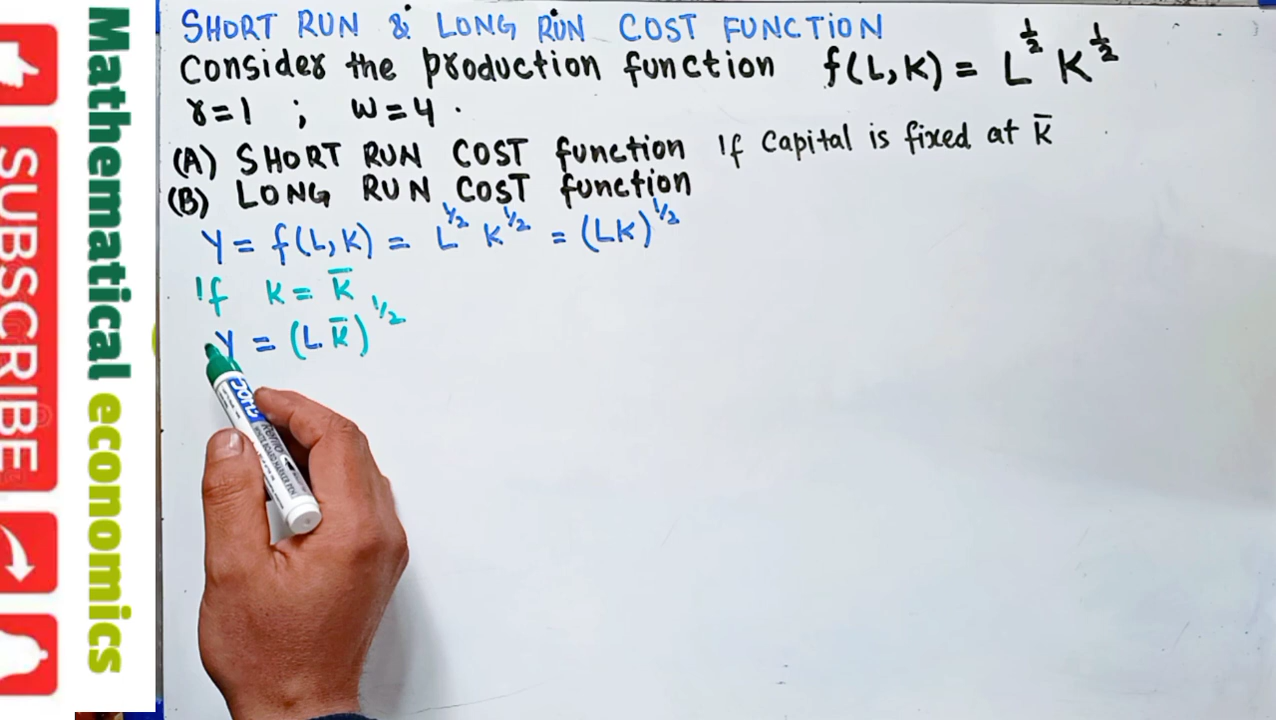 SUBSCRIBE
Mathematical economics
SHORT RUN & LONG RUN COST FUNCTION
Consider the production function f(L,K) = L^½ K^½
r=1 ; w=4.
(A) SHORT RUN COST function If Capital is fixed at K̄
(B) LONG RUN COST function
Y = f(L,K) = L^1/2 K^1/2 = (LK)^1/2
If K = K̄
Y = (L.K̄)^1/2